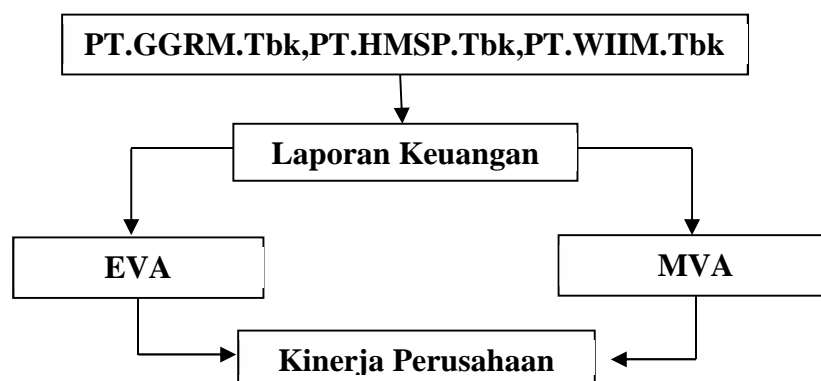 PT.GGRM.Tbk,PT.HMSP.Tbk,PT.WIIM.Tbk
Laporan Keuangan
EVA
MVA
Kinerja Perusahaan